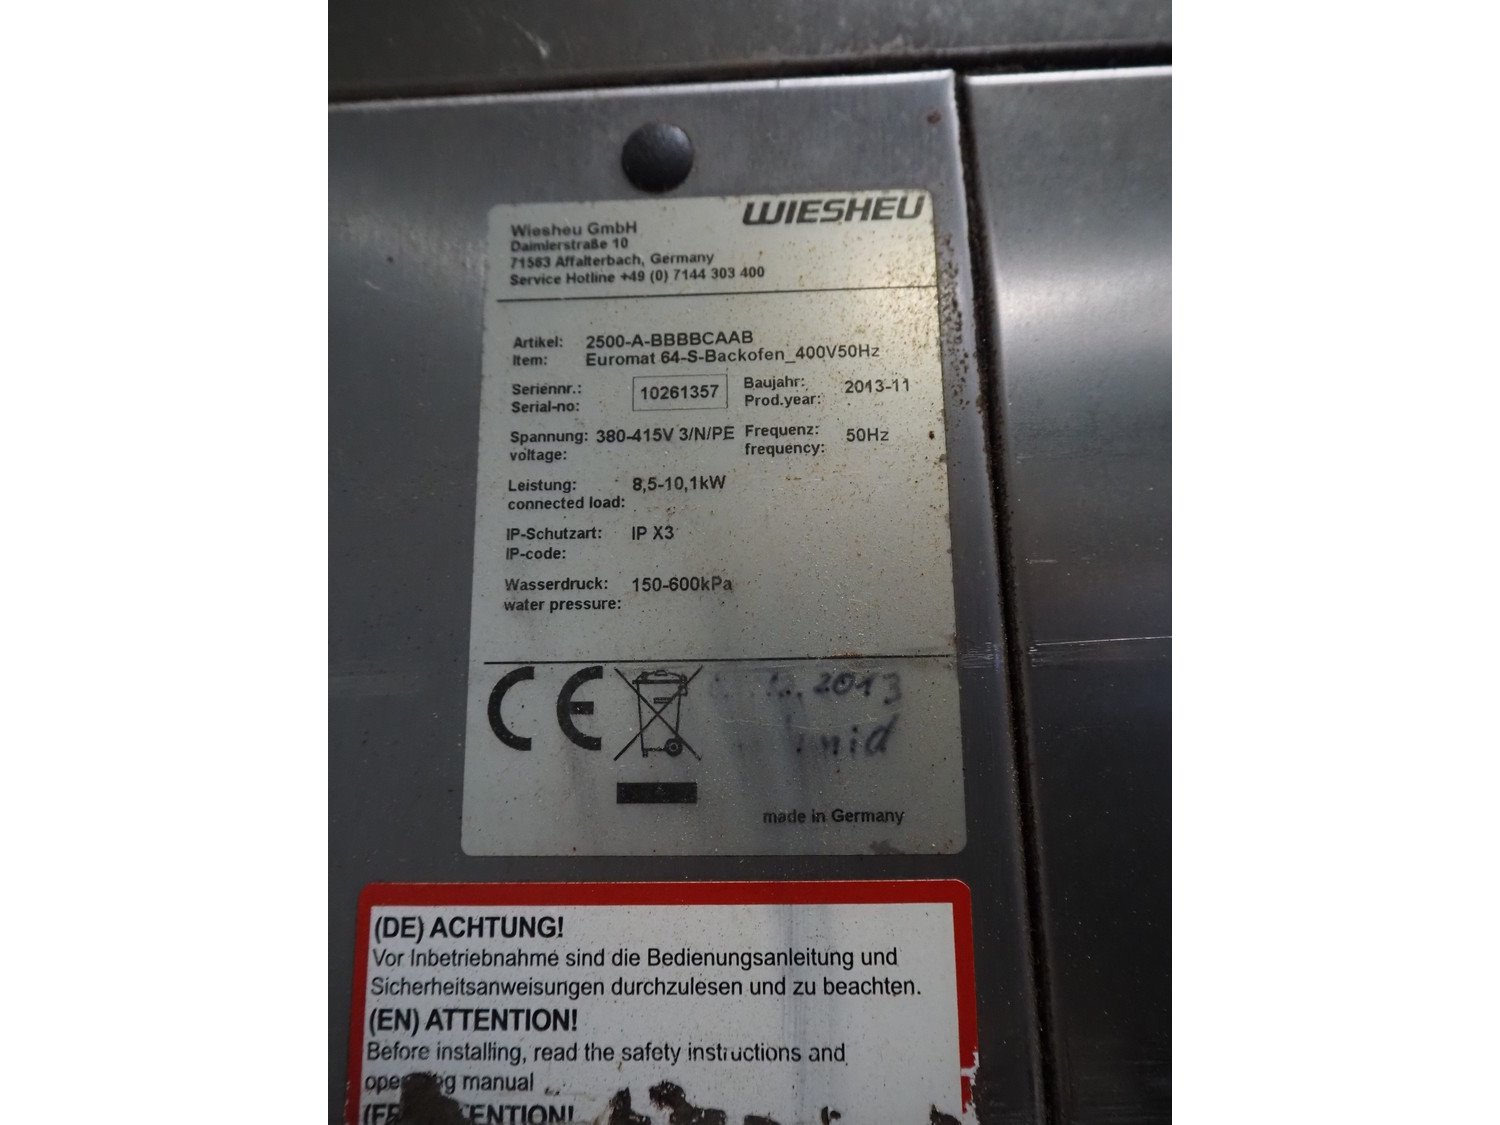 WIESHEU
Wiesheu GmbH
Daimlerstraße 10
71563 Affalterbach, Germany
Service Hotline +49 (0) 7144 303 400
Artikel: 2500-A-BBBBCAAB
Item: Euromat 64-S-Backofen_400V50Hz
Seriennr.: 10261357 Baujahr: 2013-11
Serial-no: Prod.year:
Spannung: 380-415V 3/N/PE Frequenz: 50Hz
voltage: frequency:
Leistung: 8,5-10,1kW
connected load:
IP-Schutzart: IP X3
IP-code:
Wasserdruck: 150-600kPa
water pressure:
CE
2013
made in Germany
(DE) ACHTUNG!
Vor Inbetriebnahme sind die Bedienungsanleitung und
Sicherheitsanweisungen durchzulesen und zu beachten.
(EN) ATTENTION!
Before installing, read the safety instructions and
manual